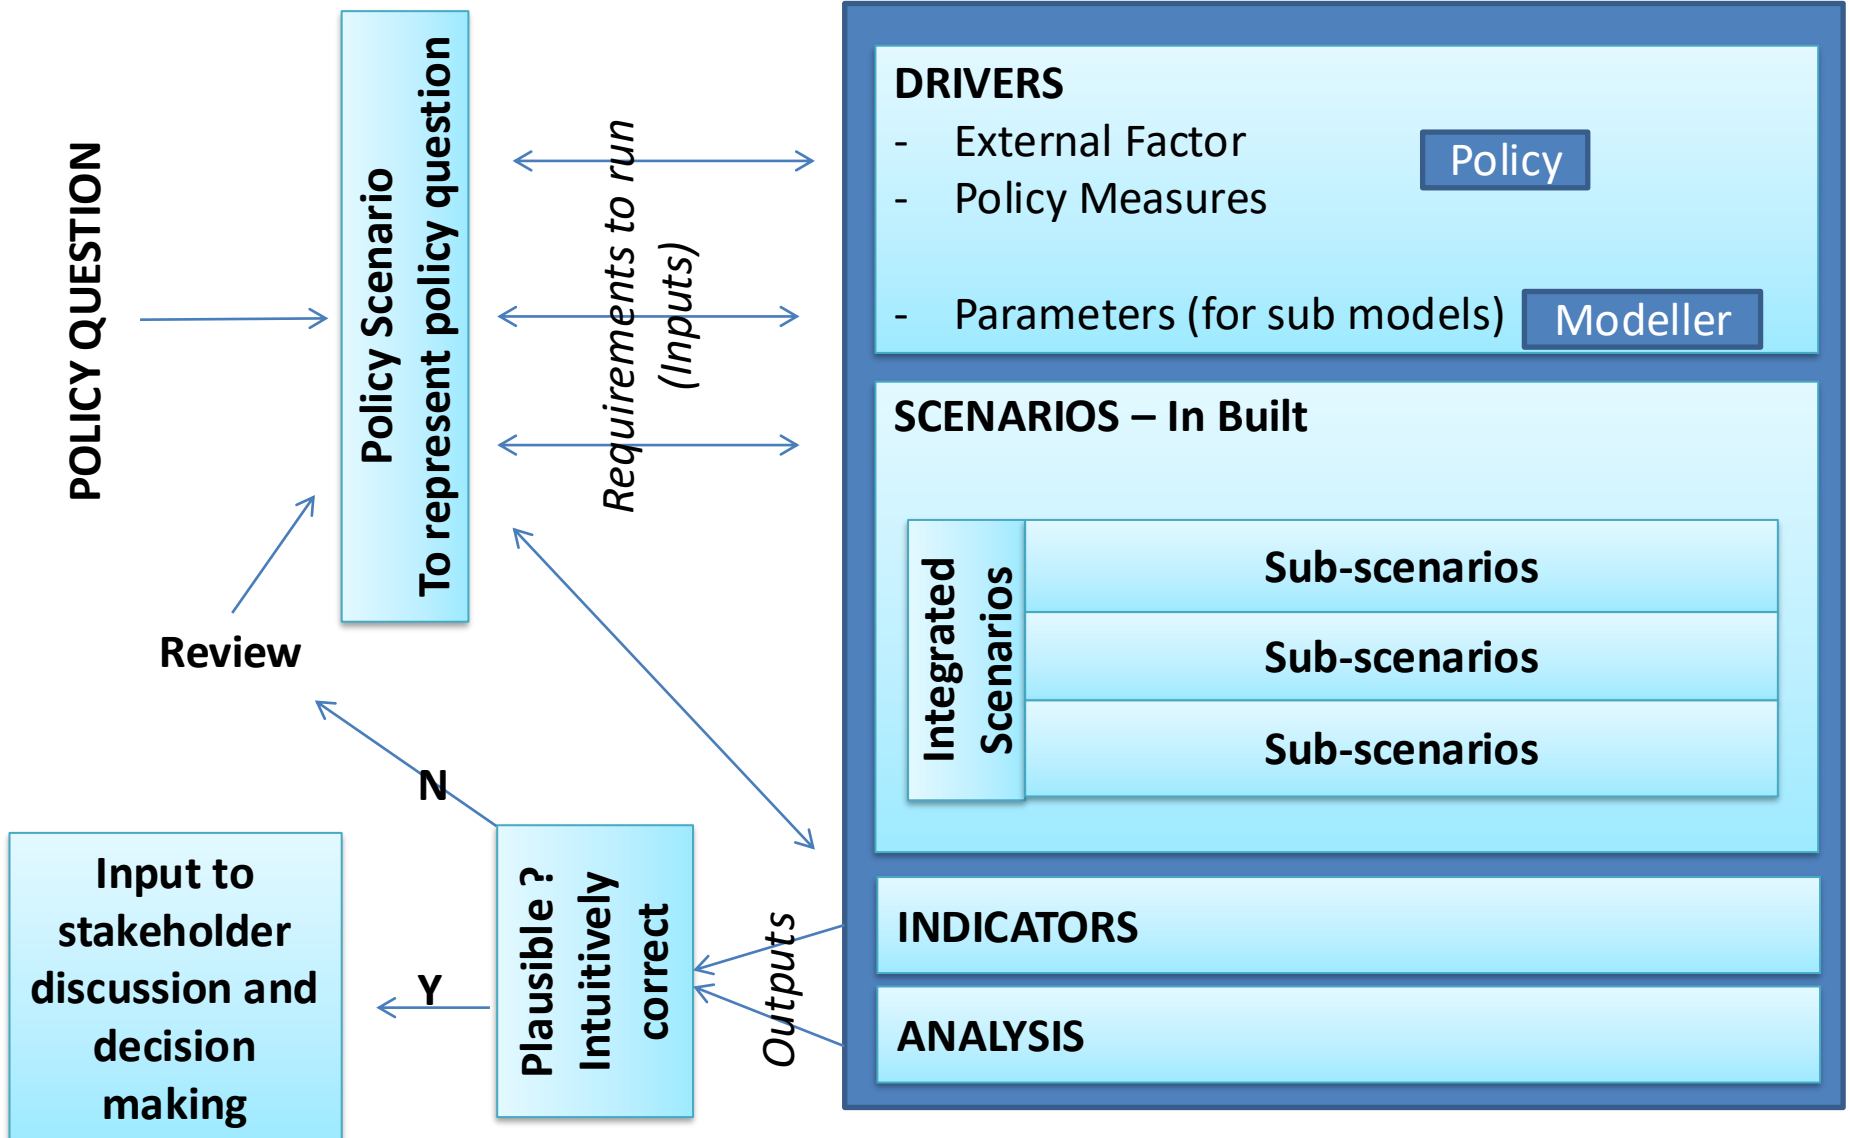 POLICY QUESTION
Policy Scenario
To represent policy question
Requirements to run
(Inputs)
DRIVERS
- External Factor
- Policy Measures
Policy
- Parameters (for sub models)
Modeller
SCENARIOS – In Built
Integrated
Scenarios
Sub-scenarios
Sub-scenarios
Sub-scenarios
INDICATORS
ANALYSIS
Outputs
Plausible ?
Intuitively
correct
N
Review
Y
Input to
stakeholder
discussion and
decision
making